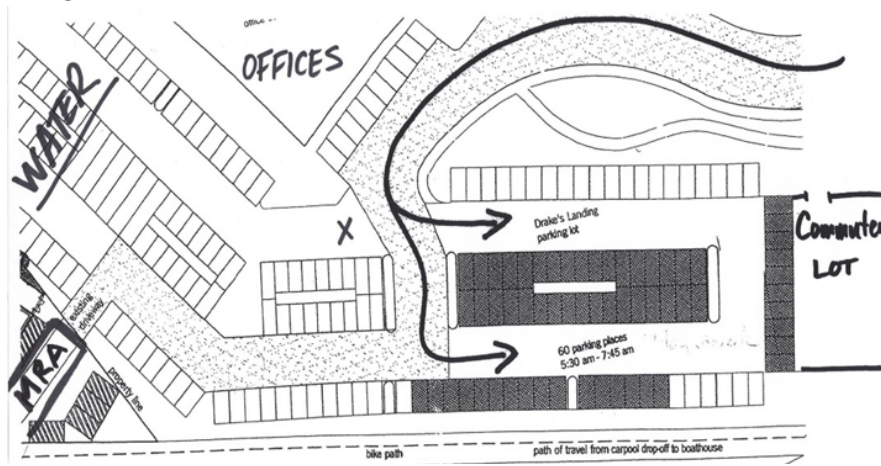 OFFICES
WATER
Drake's Landing
parking lot
Commuter
LOT
X
existing
driveway
60 parking places
5:30 am - 7:45 am
MRA
property line
bike path
path of travel from carpool drop-off to boathouse